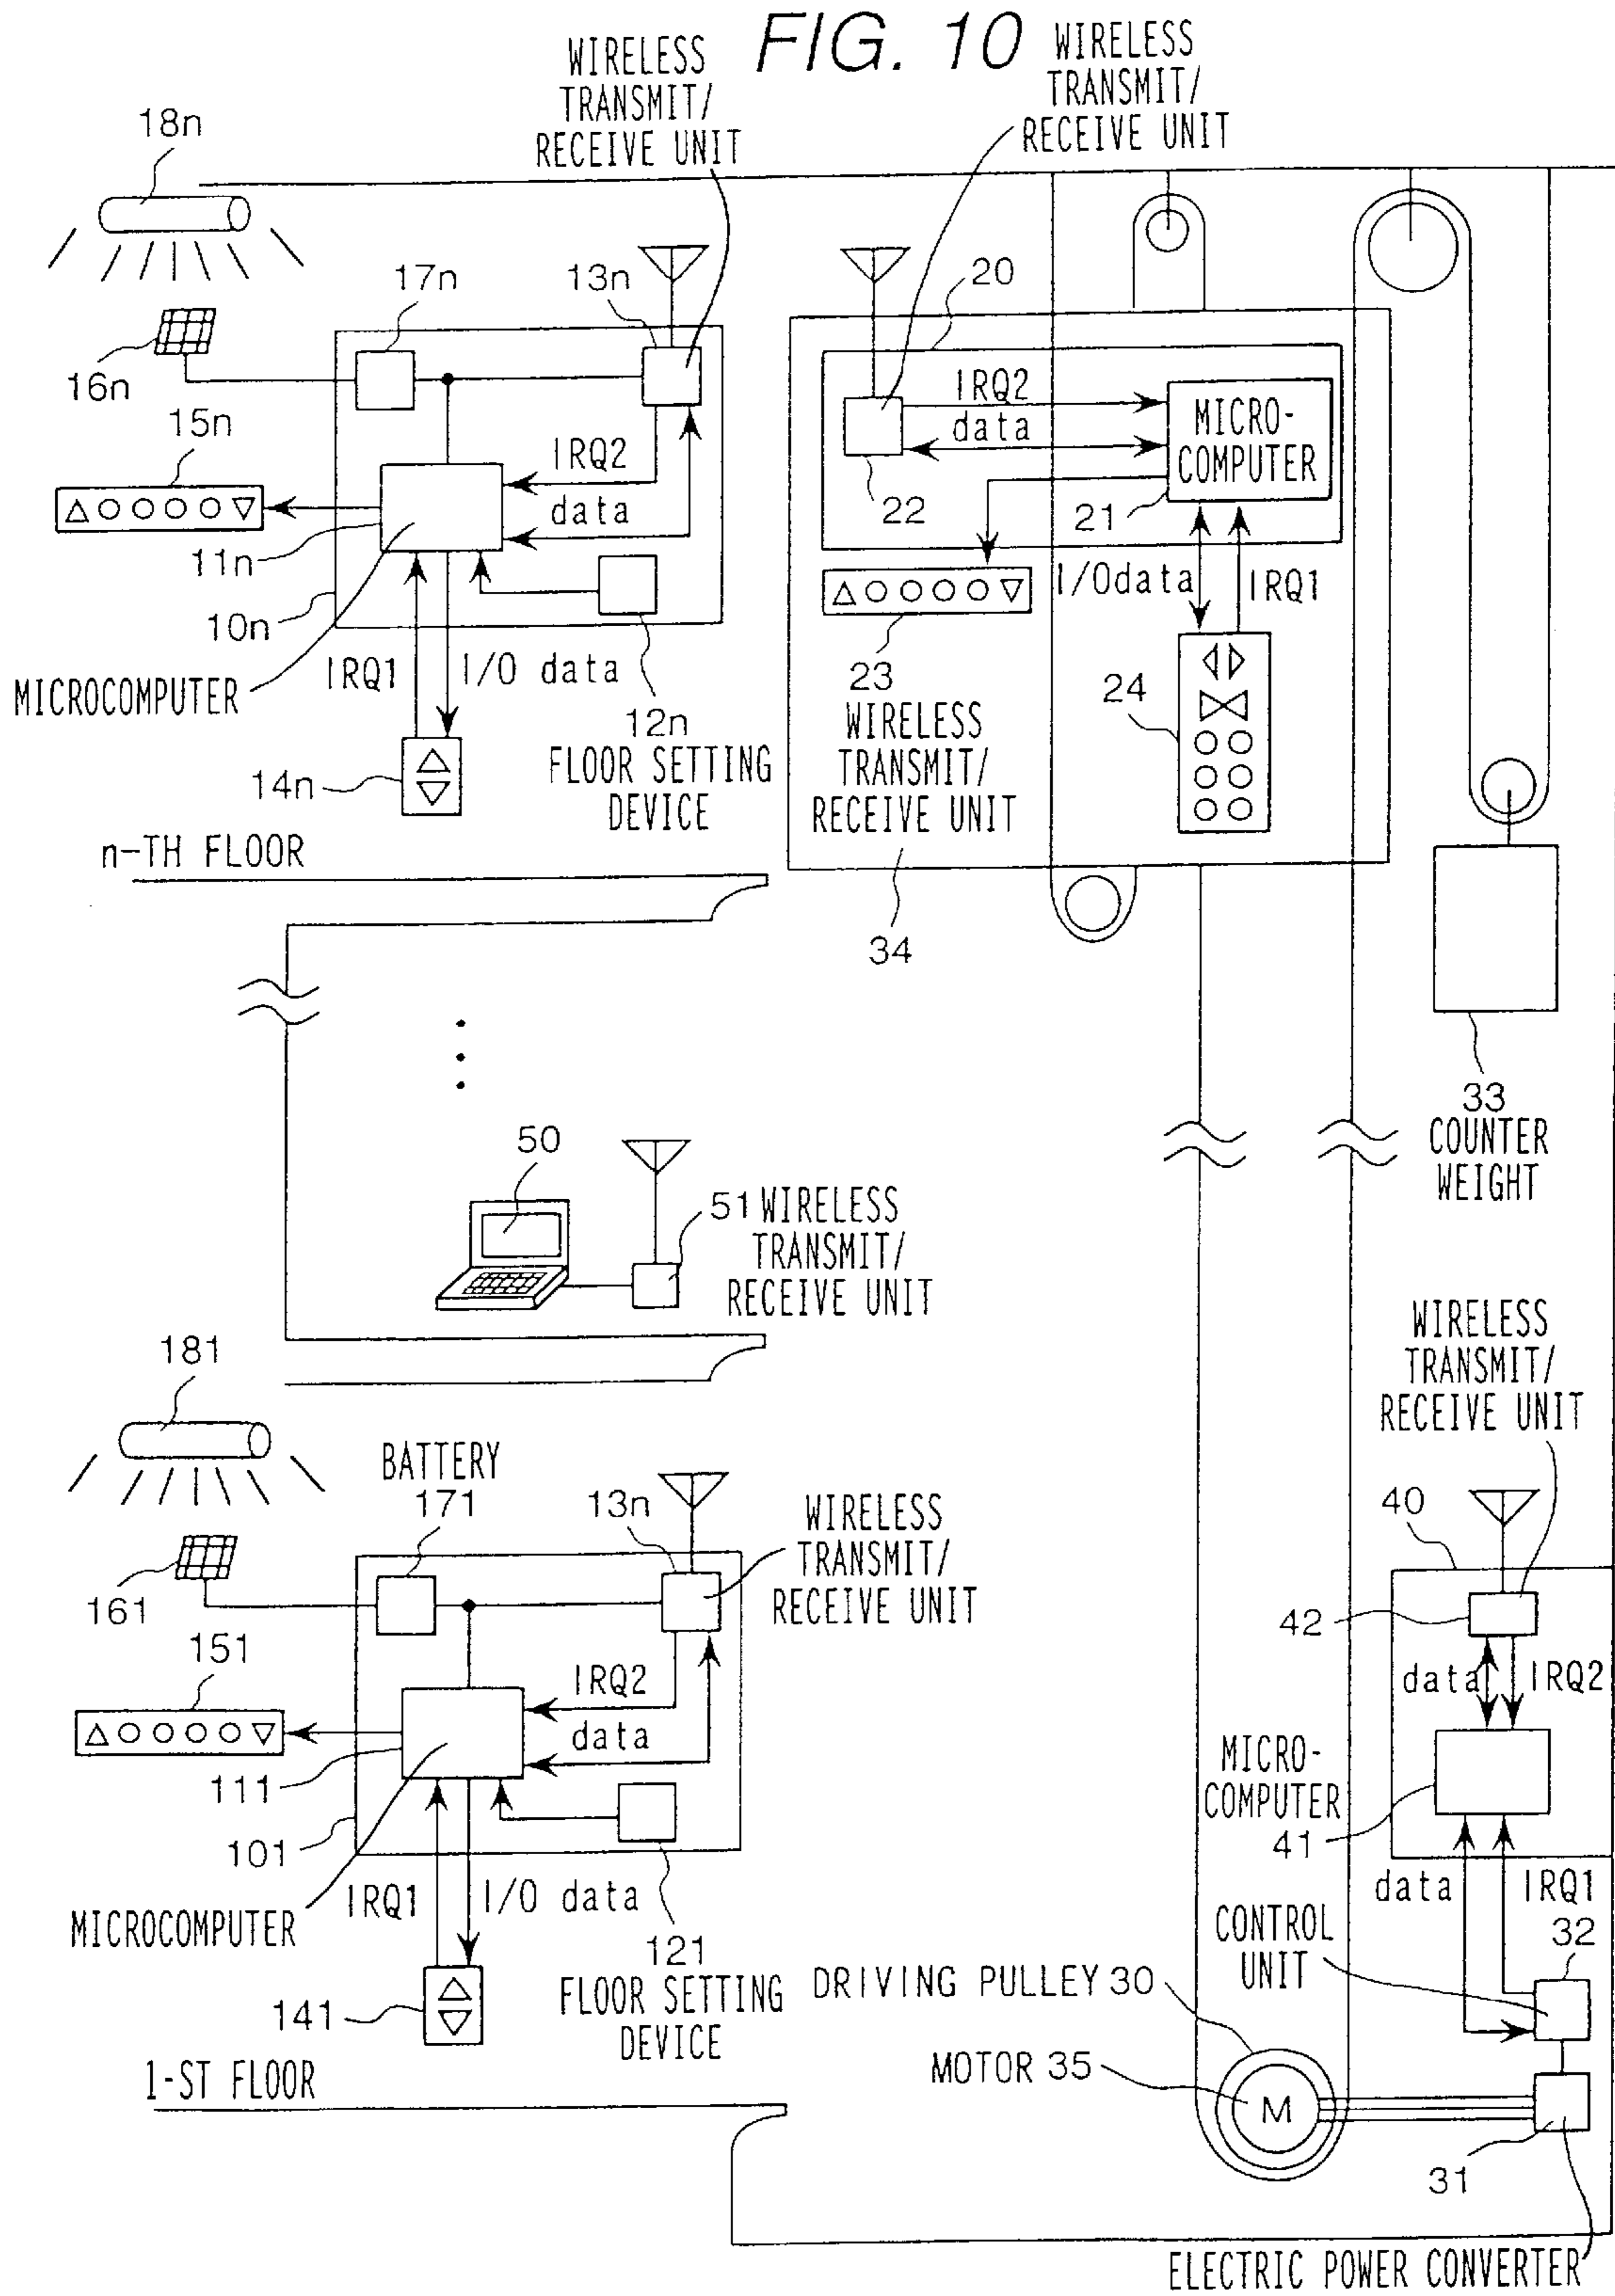 FIG. 10
WIRELESS
TRANSMIT/
RECEIVE UNIT
WIRELESS
TRANSMIT/
RECEIVE UNIT
18n
17n
13n
20
16n
15n
IRQ2
data
11n
10n
MICROCOMPUTER
IRQ1
I/O data
12n
FLOOR SETTING
DEVICE
14n
n-TH FLOOR
IRQ2
data
MICRO-
COMPUTER
22
21
I/Odata
IRQ1
23
24
WIRELESS
TRANSMIT/
RECEIVE UNIT
34
33
COUNTER
WEIGHT
50
51 WIRELESS
TRANSMIT/
RECEIVE UNIT
181
BATTERY
171
13n
WIRELESS
TRANSMIT/
RECEIVE UNIT
161
151
IRQ2
data
111
101
MICROCOMPUTER
IRQ1
I/O data
121
FLOOR SETTING
DEVICE
141
1-ST FLOOR
WIRELESS
TRANSMIT/
RECEIVE UNIT
40
42
data
IRQ2
MICRO-
COMPUTER
41
data
IRQ1
CONTROL
UNIT
32
DRIVING PULLEY 30
MOTOR 35
M
31
ELECTRIC POWER CONVERTER